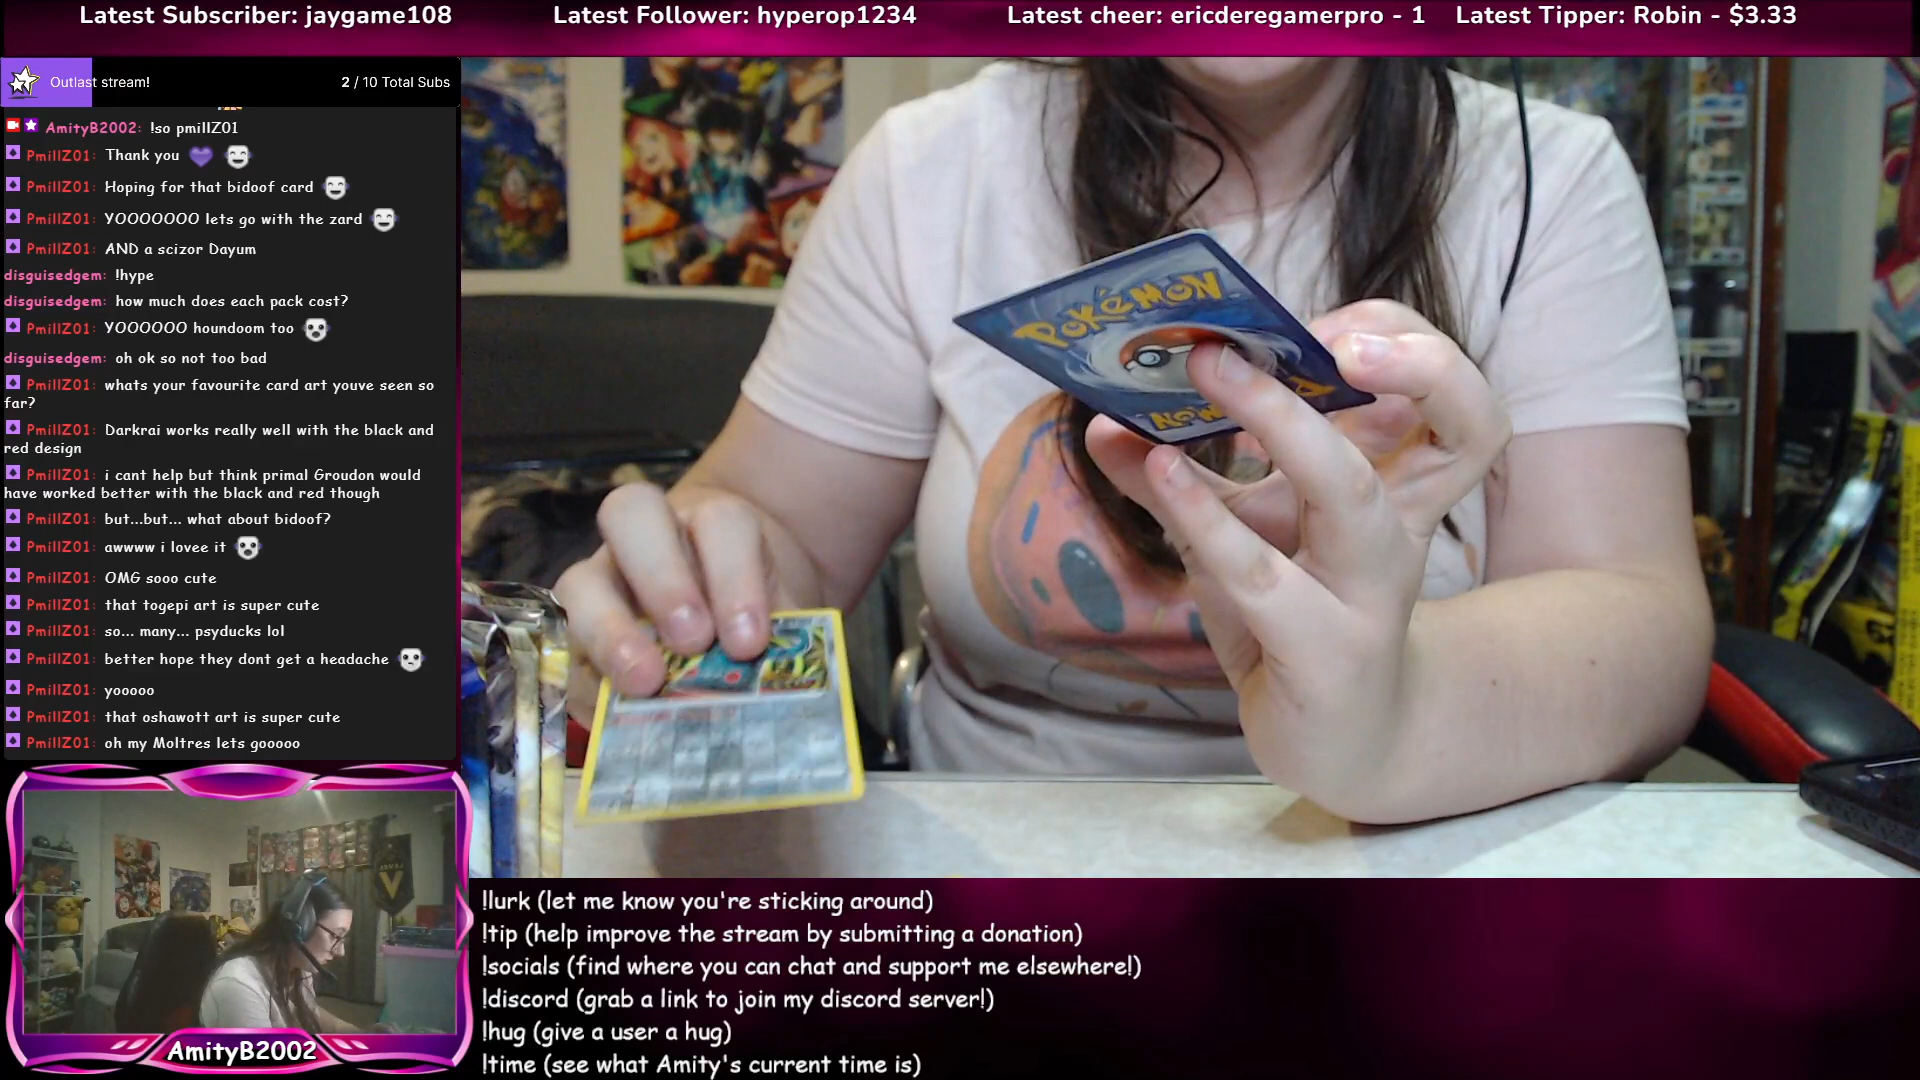 Latest Subscriber: jaygame108
Latest Follower: hyperop1234
Latest cheer: ericderegamerpro - 1
Latest Tipper: Robin - $3.33
Outlast stream!
2 / 10 Total Subs
AmityB2002: !so pmillZ01
PmillZ01: Thank you
PmillZ01: Hoping for that bidoof card
PmillZ01: YOOOOOOO lets go with the zard
PmillZ01: AND a scizor Dayum
disguisedgem: !hype
disguisedgem: how much does each pack cost?
PmillZ01: YOOOOOO houndoom too
disguisedgem: oh ok so not too bad
PmillZ01: whats your favourite card art youve seen so
far?
PmillZ01: Darkrai works really well with the black and
red design
PmillZ01: i cant help but think primal Groudon would
have worked better with the black and red though
PmillZ01: but...but... what about bidoof?
PmillZ01: awwww i lovee it
PmillZ01: OMG sooo cute
PmillZ01: that togepi art is super cute
PmillZ01: so... many... psyducks lol
PmillZ01: better hope they dont get a headache
PmillZ01: yooooo
PmillZ01: that oshawott art is super cute
PmillZ01: oh my Moltres lets gooooo
POKéMON
AmityB2002
!lurk (let me know you're sticking around)
!tip (help improve the stream by submitting a donation)
!socials (find where you can chat and support me elsewhere!)
!discord (grab a link to join my discord server!)
!hug (give a user a hug)
!time (see what Amity's current time is)